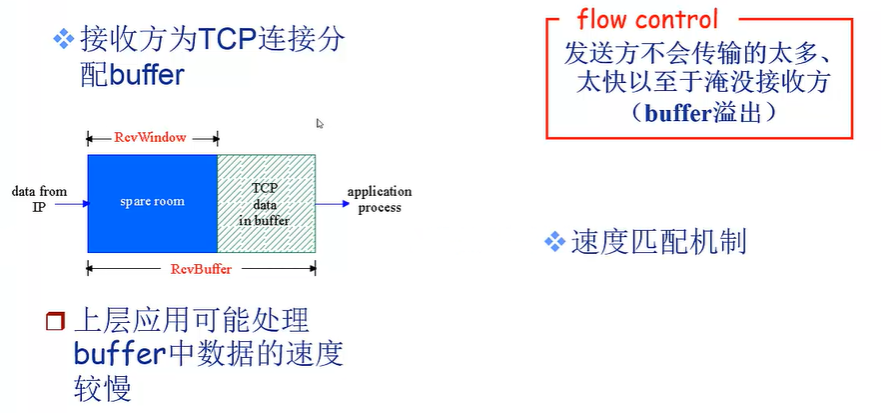 接收方为TCP连接分
配buffer
RcvWindow
data from
IP
spare room
TCP
data
in buffer
application
process
RcvBuffer
上层应用可能处理
buffer中数据的速度
较慢
flow control
发送方不会传输的太多、
太快以至于淹没接收方
（buffer溢出）
速度匹配机制